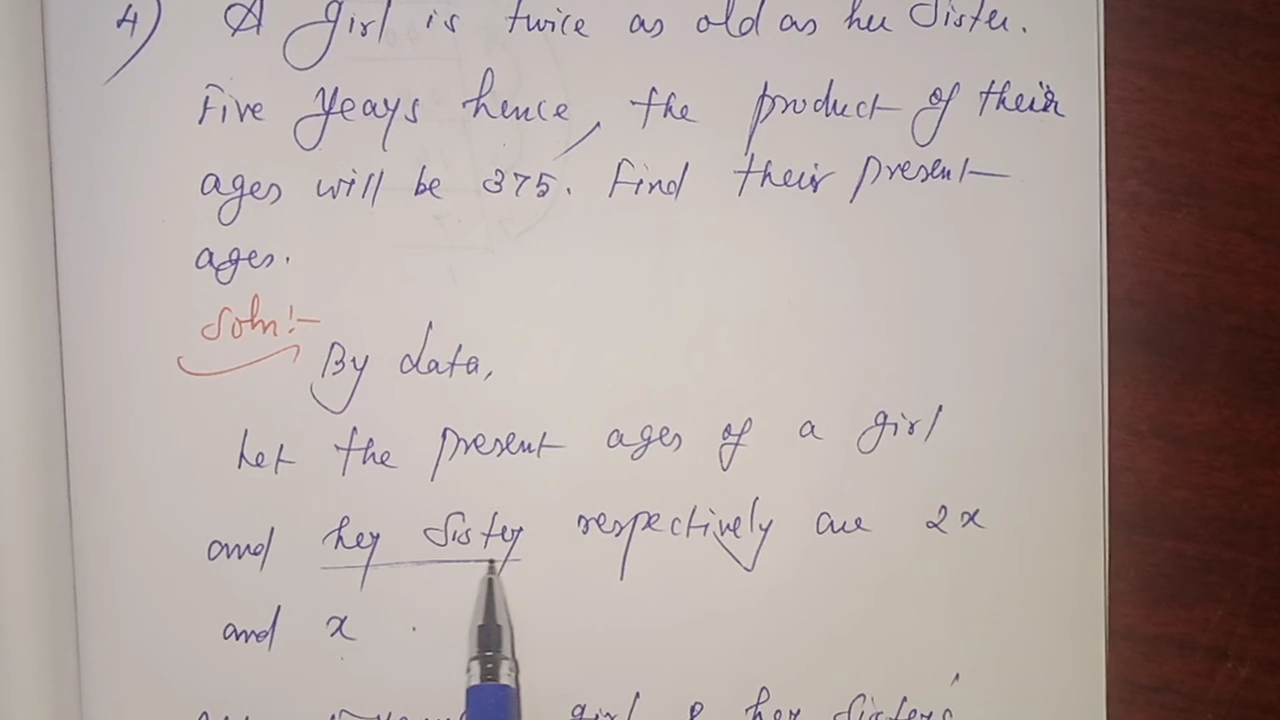 4) A girl is twice as old as her sister.
Five years hence, the product of their
ages will be 375. Find their present
ages.
Soln:-
By data,
Let the present ages of a girl
and her sister respectively are 2x
and x
girl & her sisters'